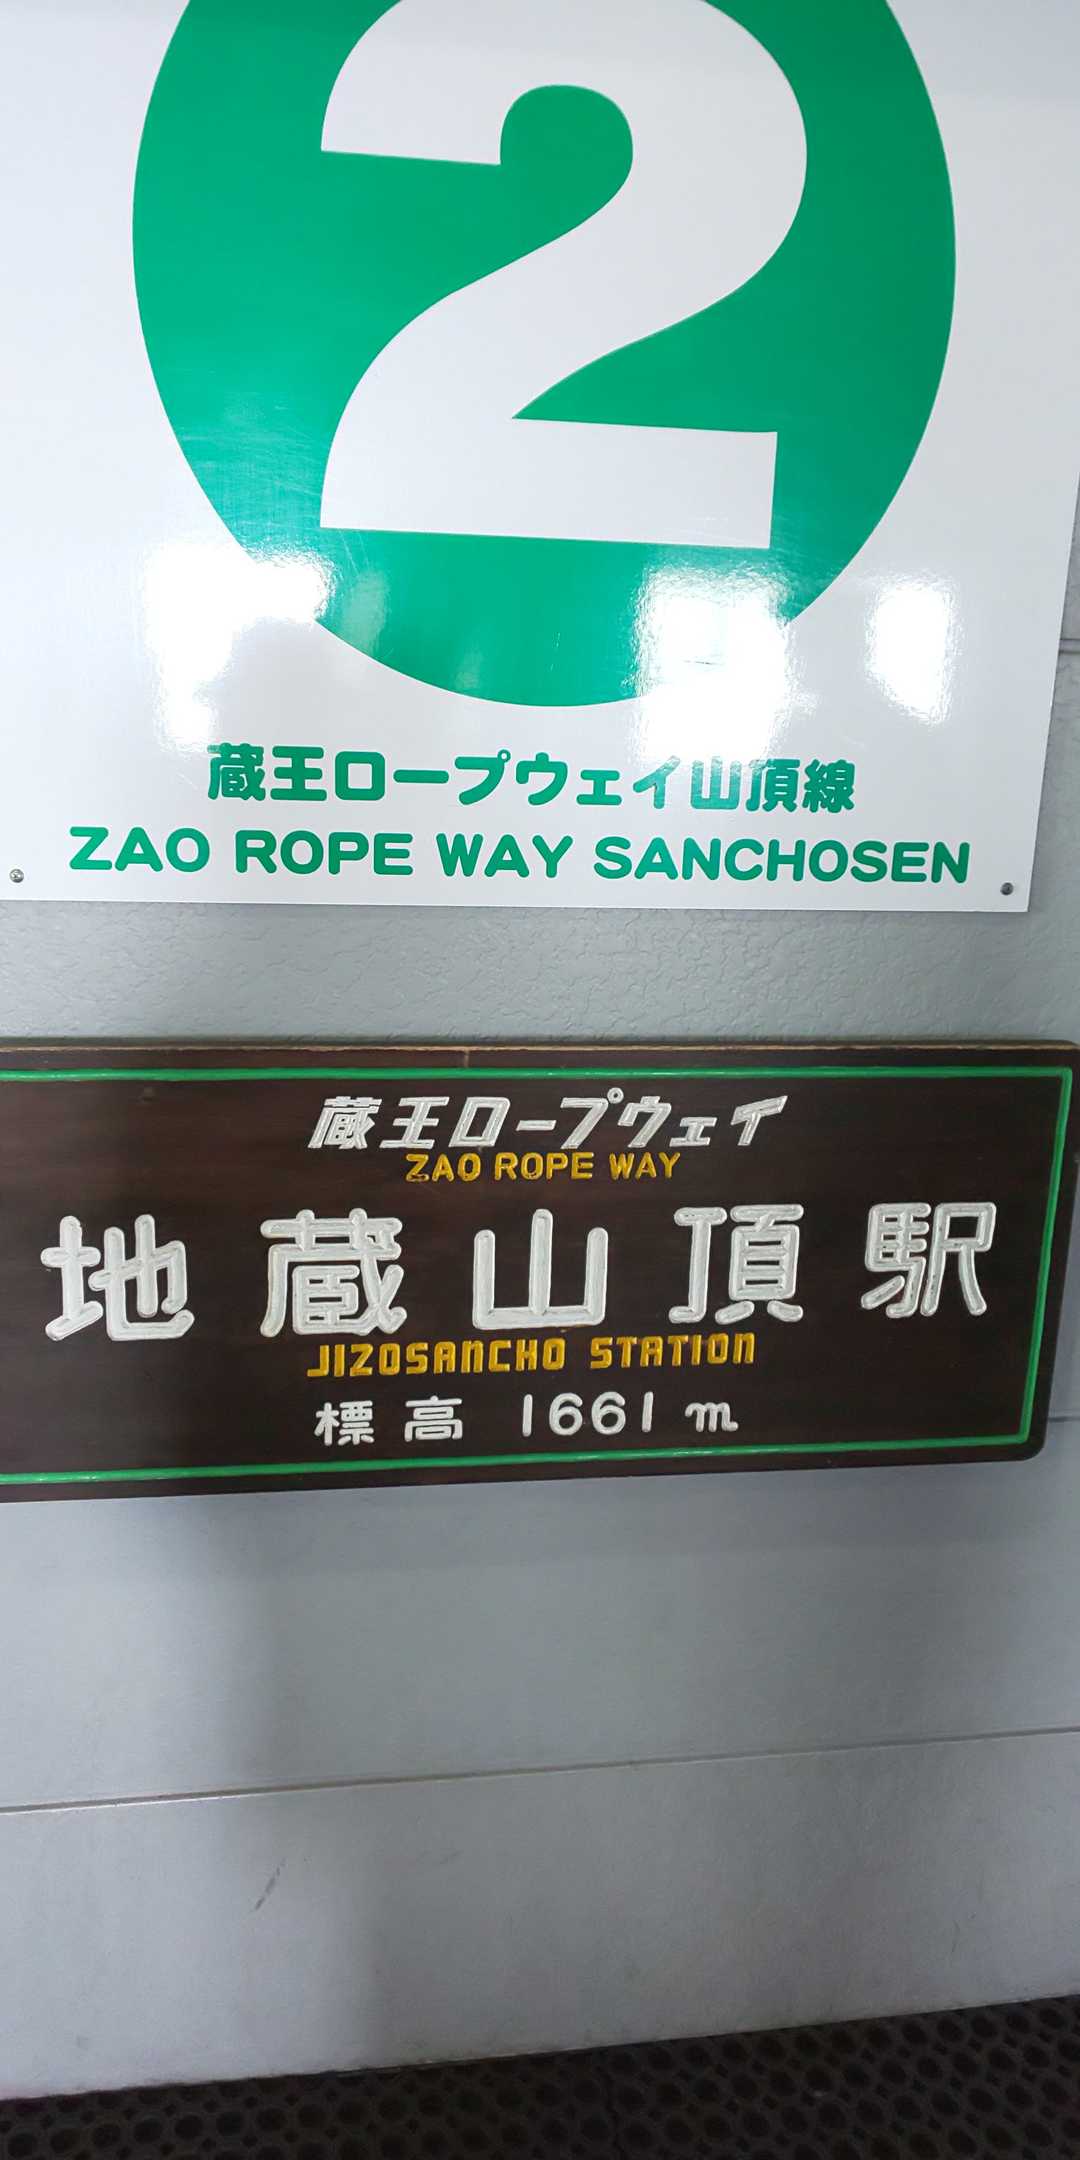 2
蔵王ロープウェイ山頂線
ZAO ROPE WAY SANCHOSEN
蔵王ロープウェイ
ZAO ROPE WAY
地蔵山頂駅
JIZOSANCHO STATION
標高 1661m